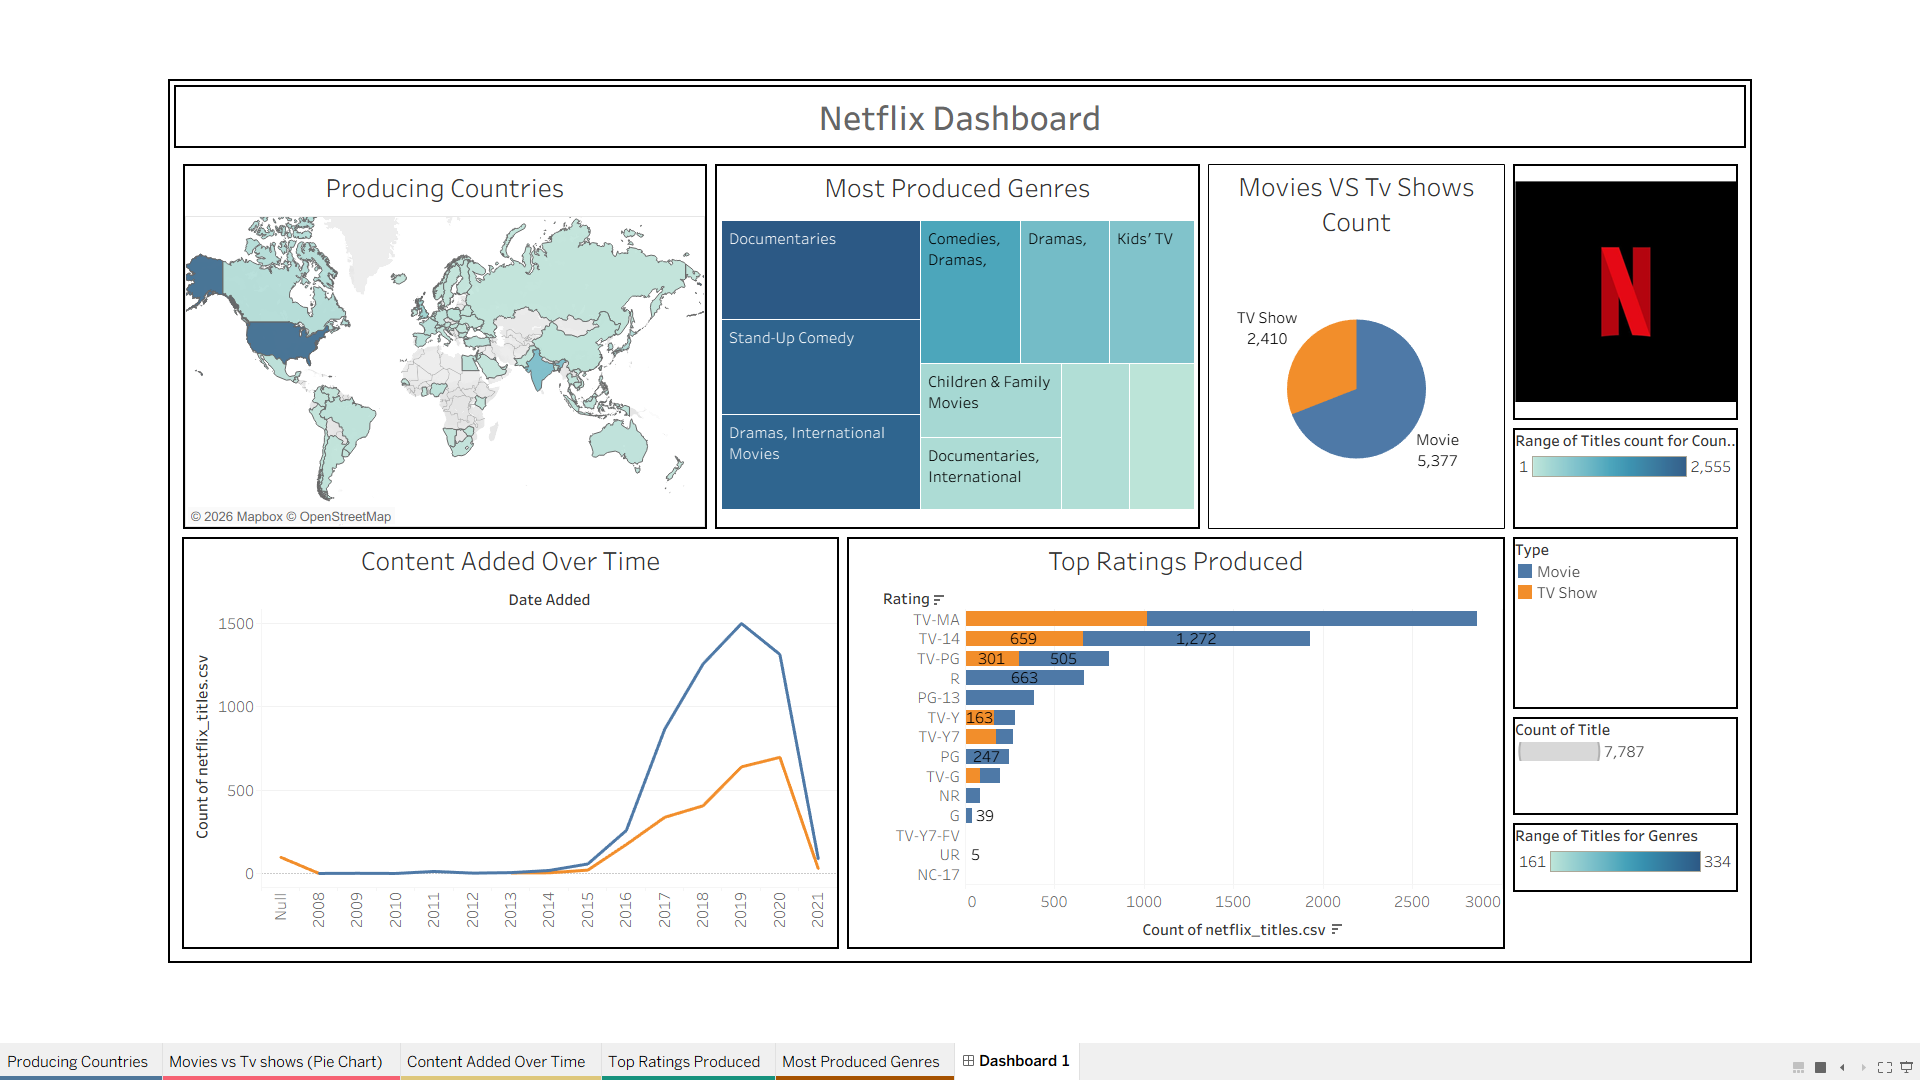 Netflix Dashboard
Producing Countries
© 2026 Mapbox © OpenStreetMap
Most Produced Genres
Documentaries
Stand-Up Comedy
Dramas, International
Movies
Comedies,
Dramas,
Dramas,
Kids’ TV
Children & Family
Movies
Documentaries,
International
Movies VS Tv Shows
Count
TV Show
2,410
Movie
5,377
N
Range of Titles count for Coun..
1
2,555
Content Added Over Time
Date Added
Count of netflix_titles.csv
1500
1000
500
0
Null
2008
2009
2010
2011
2012
2013
2014
2015
2016
2017
2018
2019
2020
2021
Top Ratings Produced
Rating
TV-MA
TV-14 659 1,272
TV-PG 301 505
R 663
PG-13
TV-Y 163
TV-Y7
PG 247
TV-G
NR
G 39
TV-Y7-FV
UR 5
NC-17
0 500 1000 1500 2000 2500 3000
Count of netflix_titles.csv
Type
Movie
TV Show
Count of Title
7,787
Range of Titles for Genres
161
334
Producing Countries
Movies vs Tv shows (Pie Chart)
Content Added Over Time
Top Ratings Produced
Most Produced Genres
Dashboard 1